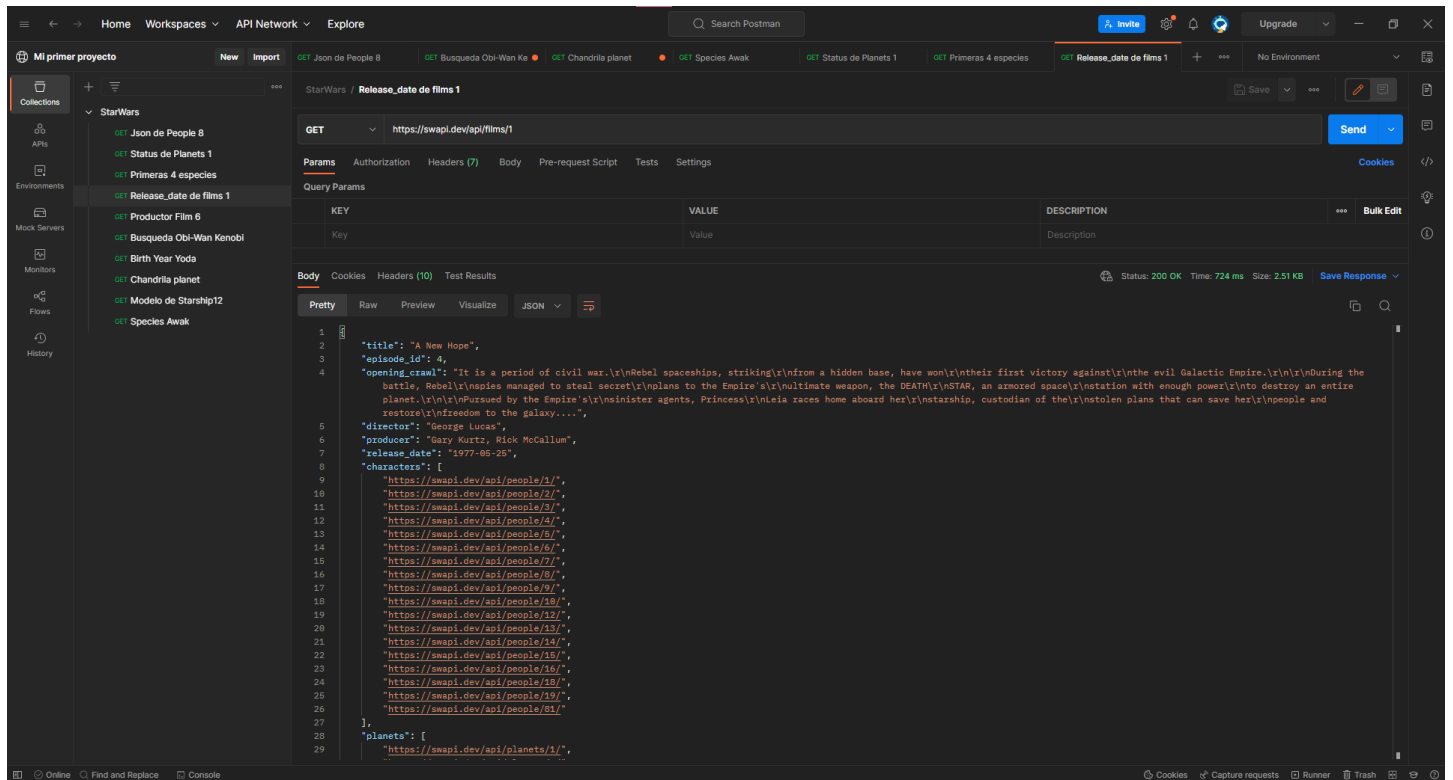 Home Workspaces API Network Explore Search Postman Invite Upgrade
Mi primer proyecto New Import GET Json de People 8 GET Busqueda Obi-Wan Ke GET Chandrila planet GET Species Awak GET Status de Planets 1 GET Primeras 4 especies GET Release_date de films 1 No Environment
Collections
APIs
Environments
Mock Servers
Monitors
Flows
History
StarWars
GET Json de People 8
GET Status de Planets 1
GET Primeras 4 especies
GET Release_date de films 1
GET Productor Film 6
GET Busqueda Obi-Wan Kenobi
GET Birth Year Yoda
GET Chandrila planet
GET Modelo de Starship12
GET Species Awak
StarWars / Release_date de films 1 Save
GET https://swapi.dev/api/films/1 Send
Params Authorization Headers (7) Body Pre-request Script Tests Settings Cookies
Query Params
KEY VALUE DESCRIPTION Bulk Edit
Key Value Description
Body Cookies Headers (10) Test Results Status: 200 OK Time: 724 ms Size: 2.51 KB Save Response
Pretty Raw Preview Visualize JSON
1 {
2 "title": "A New Hope",
3 "episode_id": 4,
4 "opening_crawl": "It is a period of civil war.\r\nRebel spaceships, striking\r\nfrom a hidden base, have won\r\ntheir first victory against\r\nthe evil Galactic Empire.\r\n\r\nDuring the
battle, Rebel\r\nspies managed to steal secret\r\nplans to the Empire's\r\nultimate weapon, the DEATH\r\nSTAR, an armored space\r\nstation with enough power\r\nto destroy an entire
planet.\r\n\r\nPursued by the Empire's\r\nsinister agents, Princess\r\nLeia races home aboard her\r\nstarship, custodian of the\r\nstolen plans that can save her\r\npeople and
restore\r\nfreedom to the galaxy....",
5 "director": "George Lucas",
6 "producer": "Gary Kurtz, Rick McCallum",
7 "release_date": "1977-05-25",
8 "characters": [
9 "https://swapi.dev/api/people/1/",
10 "https://swapi.dev/api/people/2/",
11 "https://swapi.dev/api/people/3/",
12 "https://swapi.dev/api/people/4/",
13 "https://swapi.dev/api/people/5/",
14 "https://swapi.dev/api/people/6/",
15 "https://swapi.dev/api/people/7/",
16 "https://swapi.dev/api/people/8/",
17 "https://swapi.dev/api/people/9/",
18 "https://swapi.dev/api/people/10/",
19 "https://swapi.dev/api/people/12/",
20 "https://swapi.dev/api/people/13/",
21 "https://swapi.dev/api/people/14/",
22 "https://swapi.dev/api/people/15/",
23 "https://swapi.dev/api/people/16/",
24 "https://swapi.dev/api/people/18/",
25 "https://swapi.dev/api/people/19/",
26 "https://swapi.dev/api/people/81/"
27 ],
28 "planets": [
29 "https://swapi.dev/api/planets/1/",
Online Find and Replace Console Cookies Capture requests Runner Trash